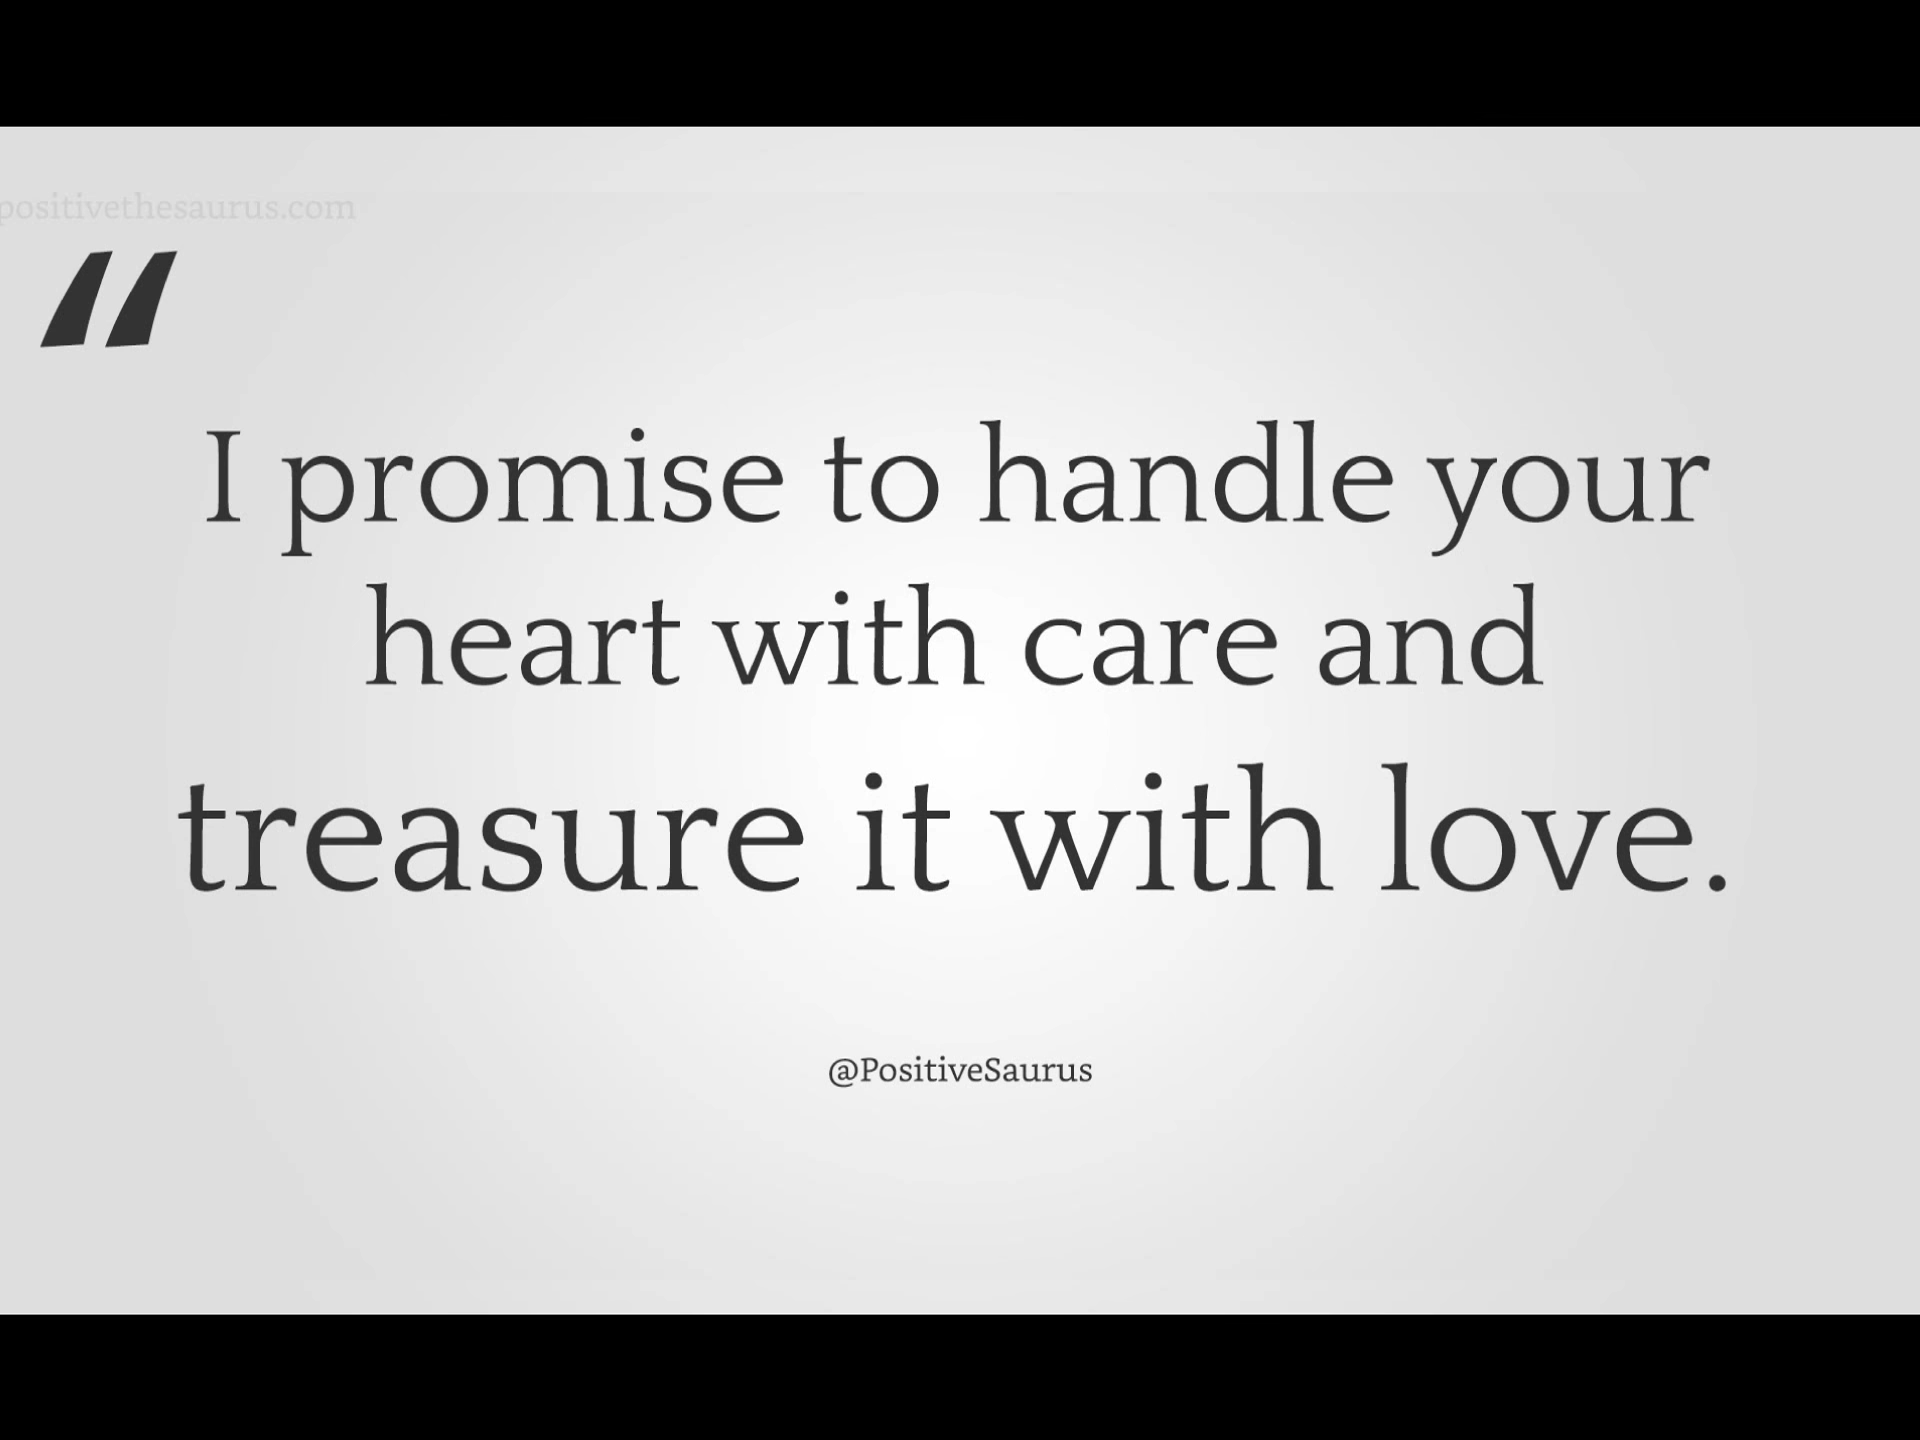 positivethesaurus.com
“
I promise to handle your
heart with care and
treasure it with love.
@PositiveSaurus